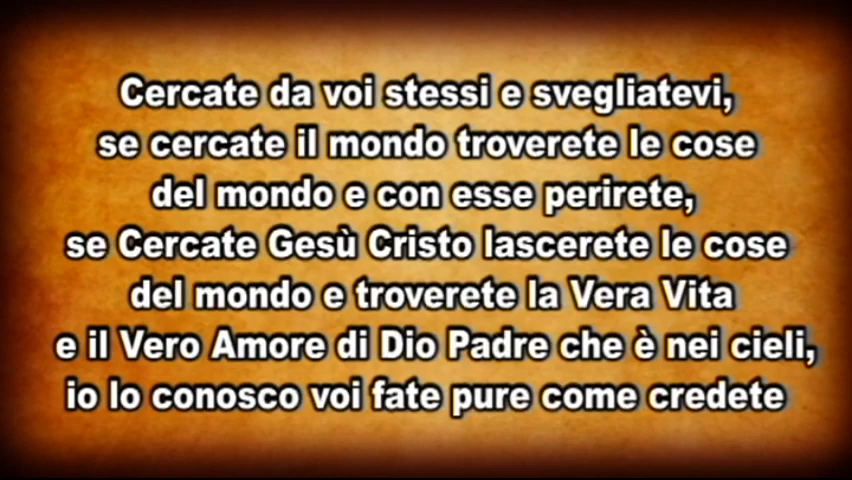 Cercate da voi stessi e svegliatevi,
se cercate il mondo troverete le cose
del mondo e con esse perirete,
se Cercate Gesù Cristo lascerete le cose
del mondo e troverete la Vera Vita
e il Vero Amore di Dio Padre che è nei cieli,
io lo conosco voi fate pure come credete